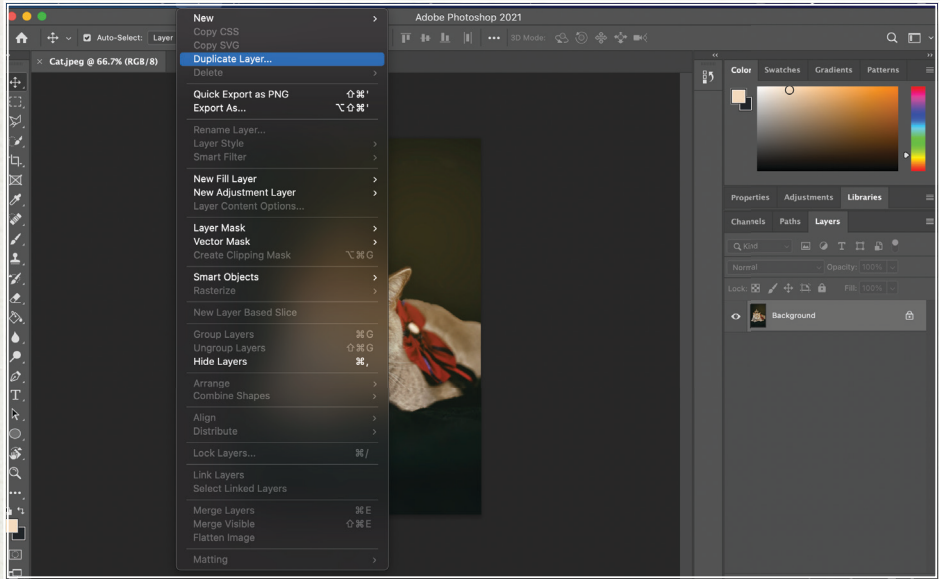 Adobe Photoshop 2021
Auto-Select: Layer
3D Mode:
× Cat.jpeg @ 66.7% (RGB/8)
New
Copy CSS
Copy SVG
Duplicate Layer...
Delete
Quick Export as PNG ⇧⌘'
Export As... ⌥⇧⌘'
Rename Layer...
Layer Style
Smart Filter
New Fill Layer
New Adjustment Layer
Layer Content Options...
Layer Mask
Vector Mask
Create Clipping Mask ⌥⌘G
Smart Objects
Rasterize
New Layer Based Slice
Group Layers ⌘G
Ungroup Layers ⇧⌘G
Hide Layers ⌘,
Arrange
Combine Shapes
Align
Distribute
Lock Layers... ⌘/
Link Layers
Select Linked Layers
Merge Layers ⌘E
Merge Visible ⇧⌘E
Flatten Image
Matting
Color Swatches Gradients Patterns
Properties Adjustments Libraries
Channels Paths Layers
Kind
Normal Opacity: 100%
Lock: Fill: 100%
Background